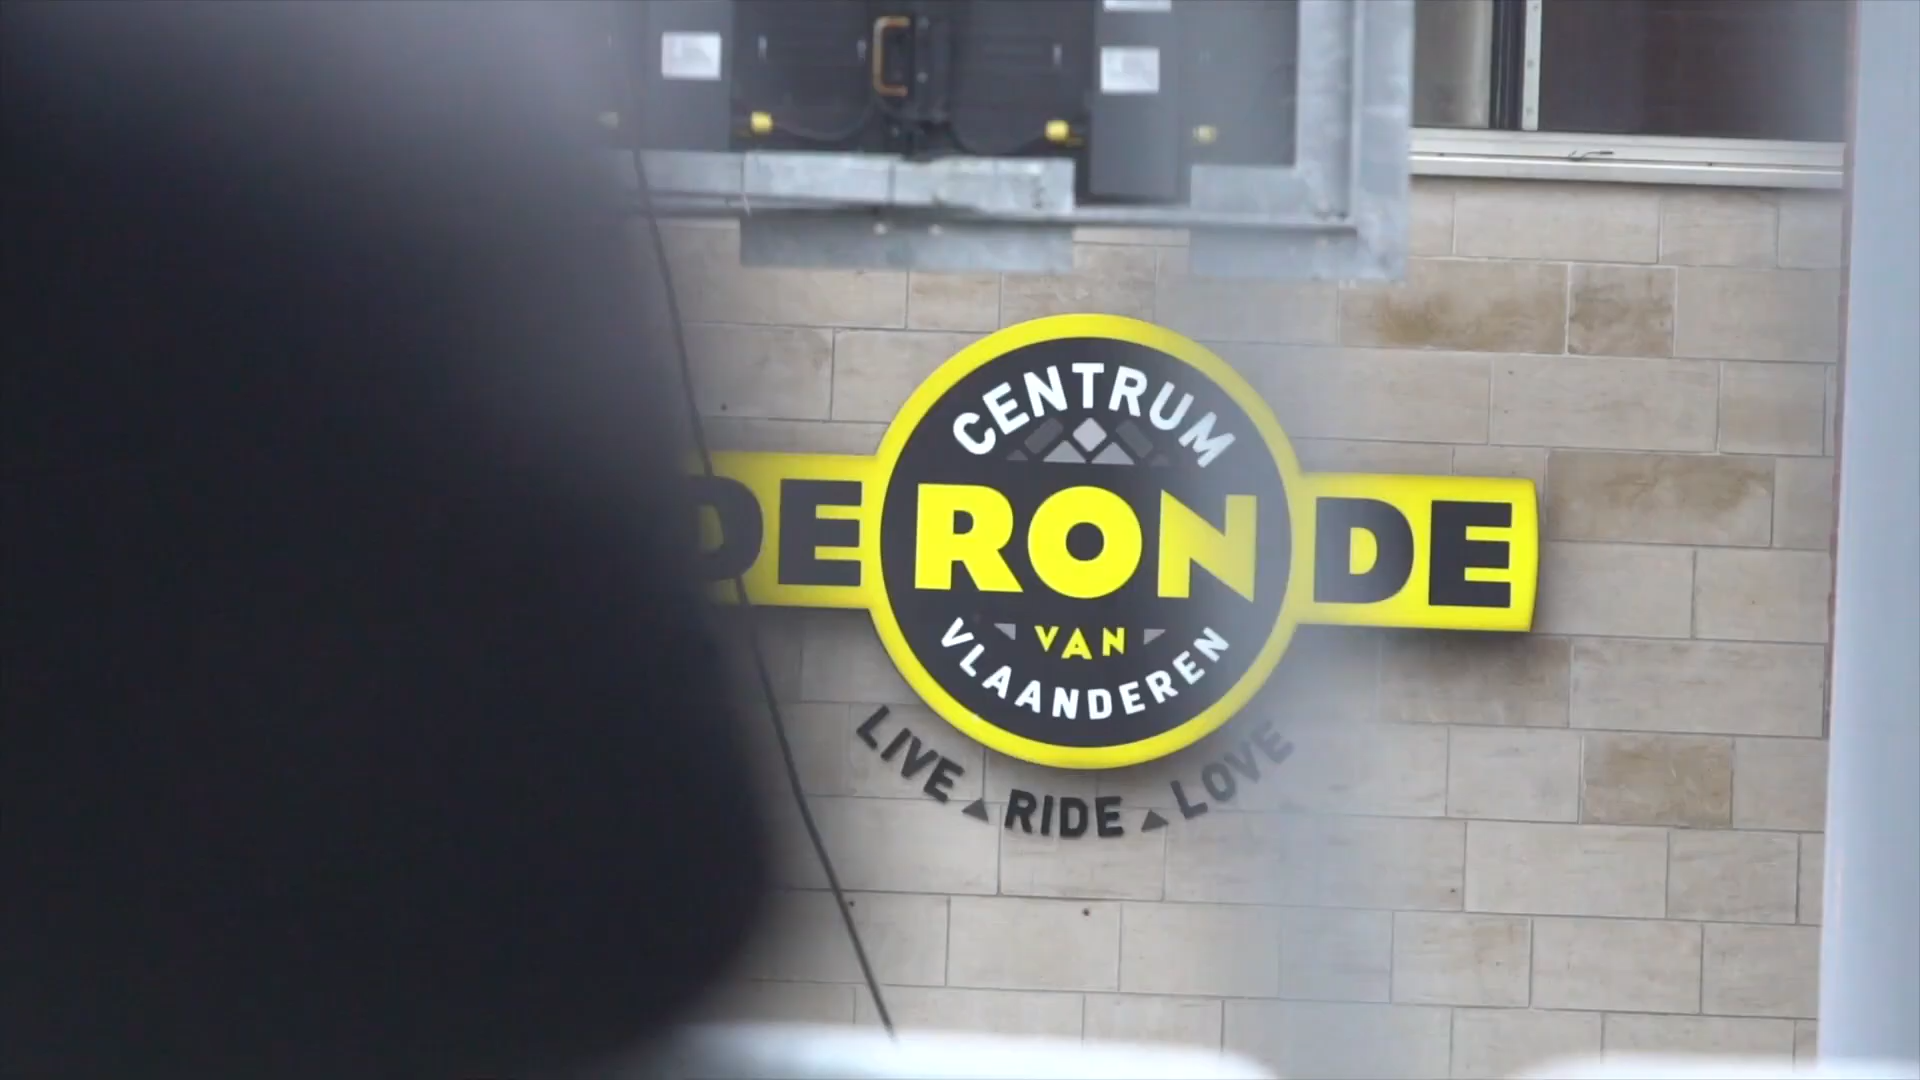 CENTRUM
DE RON DE
VAN
VLAANDEREN
LIVE RIDE LOVE